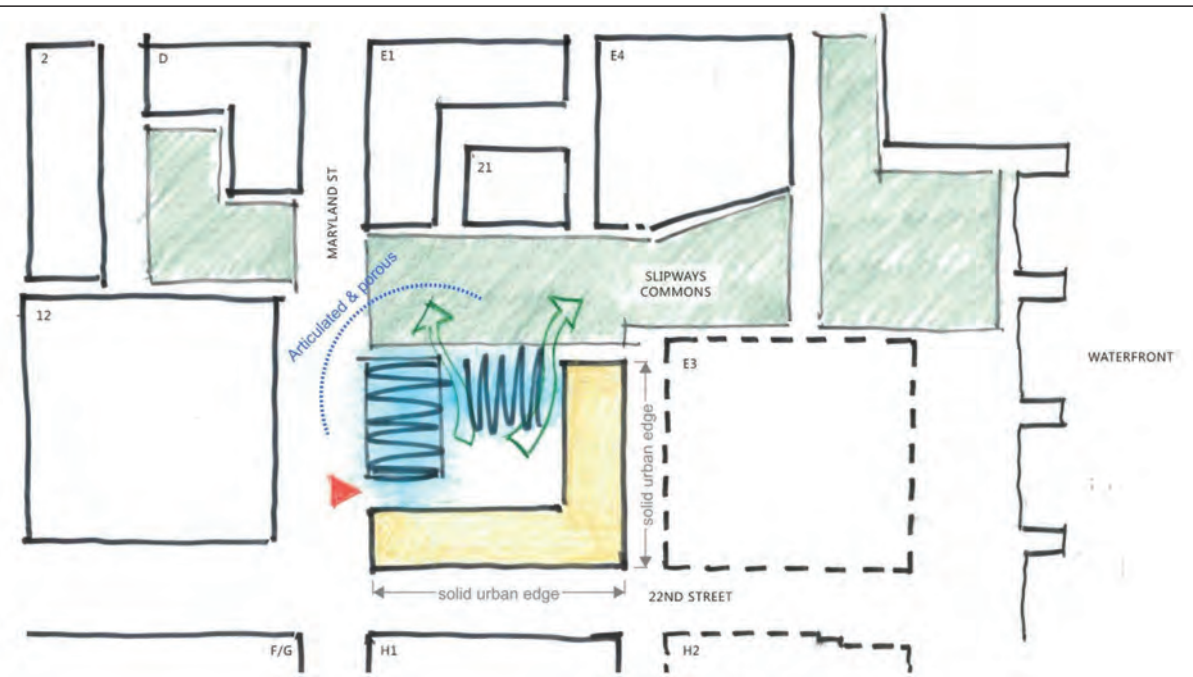 2
D
E1
E4
21
MARYLAND ST
SLIPWAYS
COMMONS
Articulated & porous
12
E3
WATERFRONT
solid urban edge
solid urban edge
22ND STREET
F/G
H1
H2